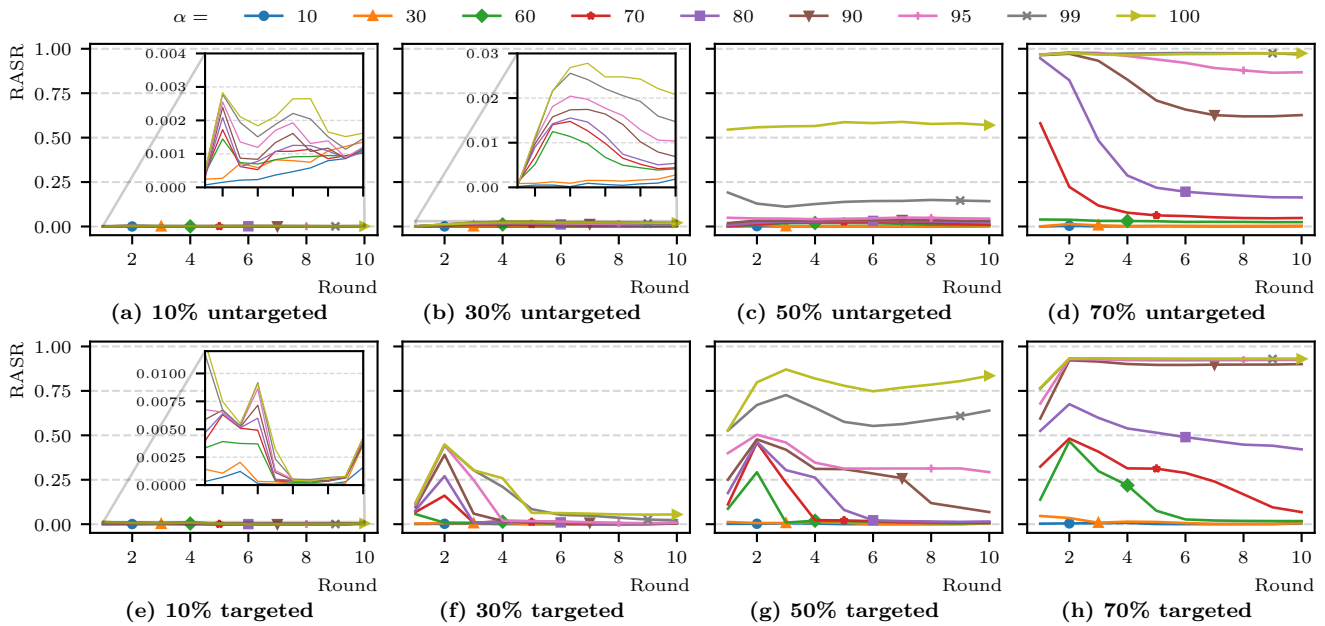 α = 10 30 60 70 80 90 95 99 100
RASR
1.00
0.75
0.50
0.25
0.00
0.004
0.003
0.002
0.001
0.000
2 4 6 8 10
Round
(a) 10% untargeted
0.03
0.02
0.01
0.00
2 4 6 8 10
Round
(b) 30% untargeted
2 4 6 8 10
Round
(c) 50% untargeted
2 4 6 8 10
Round
(d) 70% untargeted
RASR
1.00
0.75
0.50
0.25
0.00
0.0100
0.0075
0.0050
0.0025
0.0000
2 4 6 8 10
Round
(e) 10% targeted
2 4 6 8 10
Round
(f) 30% targeted
2 4 6 8 10
Round
(g) 50% targeted
2 4 6 8 10
Round
(h) 70% targeted